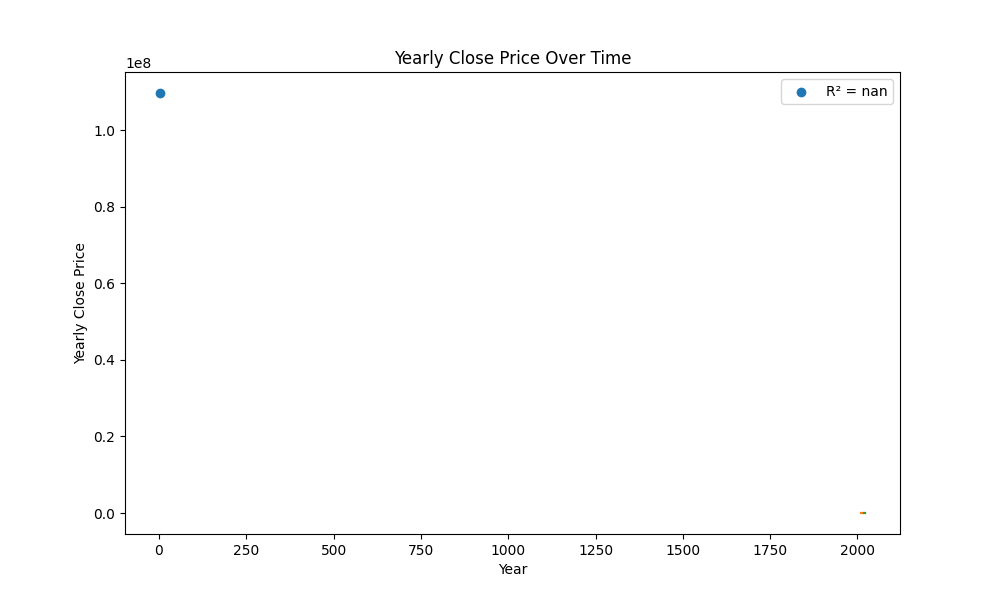 Yearly Close Price Over Time
1e8
R² = nan
1.0
0.8
0.6
0.4
0.2
0.0
Yearly Close Price
0 250 500 750 1000 1250 1500 1750 2000
Year